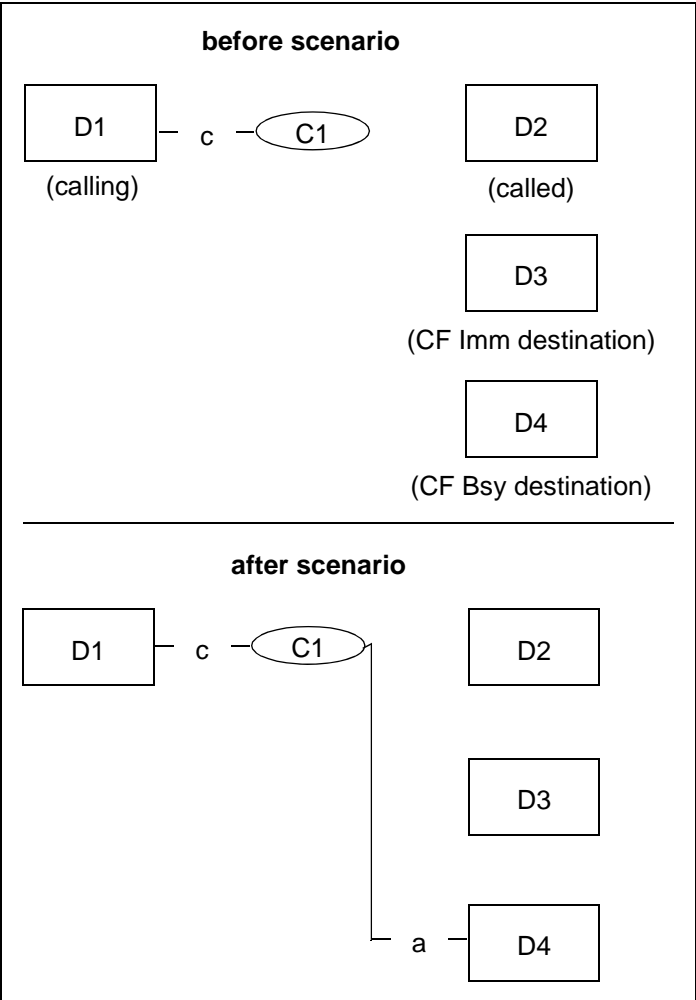 before scenario
D1 c C1 D2
(calling) (called)
D3
(CF Imm destination)
D4
(CF Bsy destination)
after scenario
D1 c C1 D2
D3
a D4